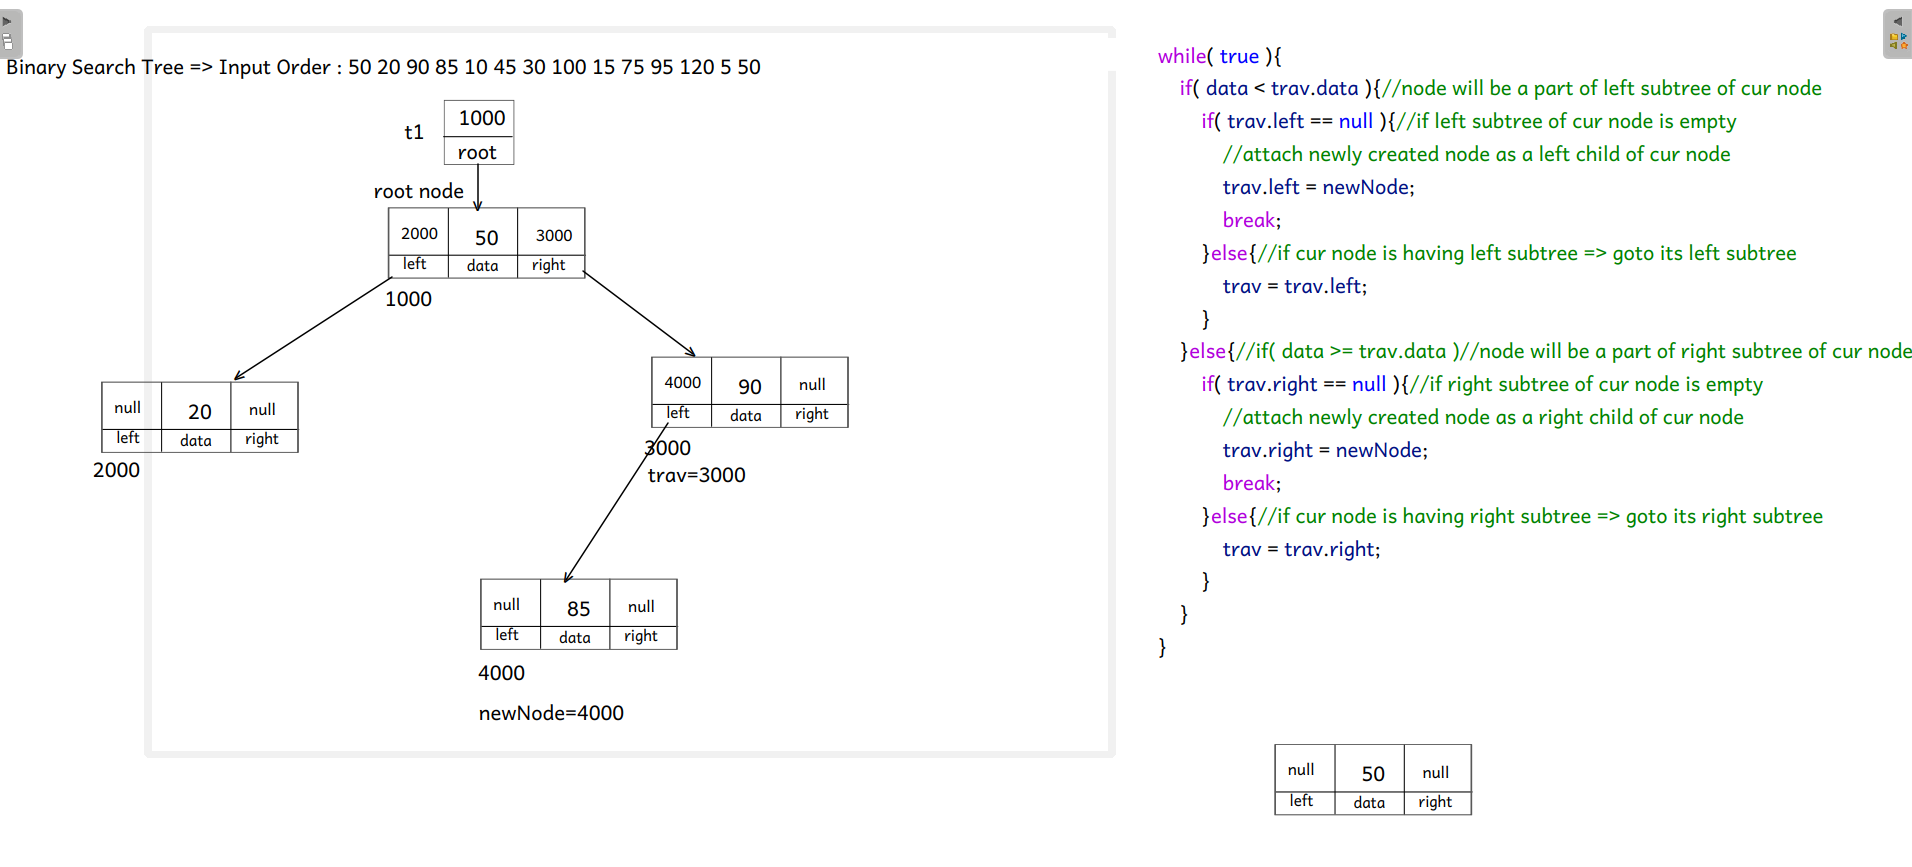 Binary Search Tree => Input Order : 50 20 90 85 10 45 30 100 15 75 95 120 5 50
t1
1000
root
root node
2000 50 3000
left data right
1000
null 20 null
left data right
2000
4000 90 null
left data right
3000
trav=3000
null 85 null
left data right
4000
newNode=4000
while( true ){
if( data < trav.data ){//node will be a part of left subtree of cur node
if( trav.left == null ){//if left subtree of cur node is empty
//attach newly created node as a left child of cur node
trav.left = newNode;
break;
}else{//if cur node is having left subtree => goto its left subtree
trav = trav.left;
}
}else{//if( data >= trav.data )//node will be a part of right subtree of cur node
if( trav.right == null ){//if right subtree of cur node is empty
//attach newly created node as a right child of cur node
trav.right = newNode;
break;
}else{//if cur node is having right subtree => goto its right subtree
trav = trav.right;
}
}
}
null 50 null
left data right